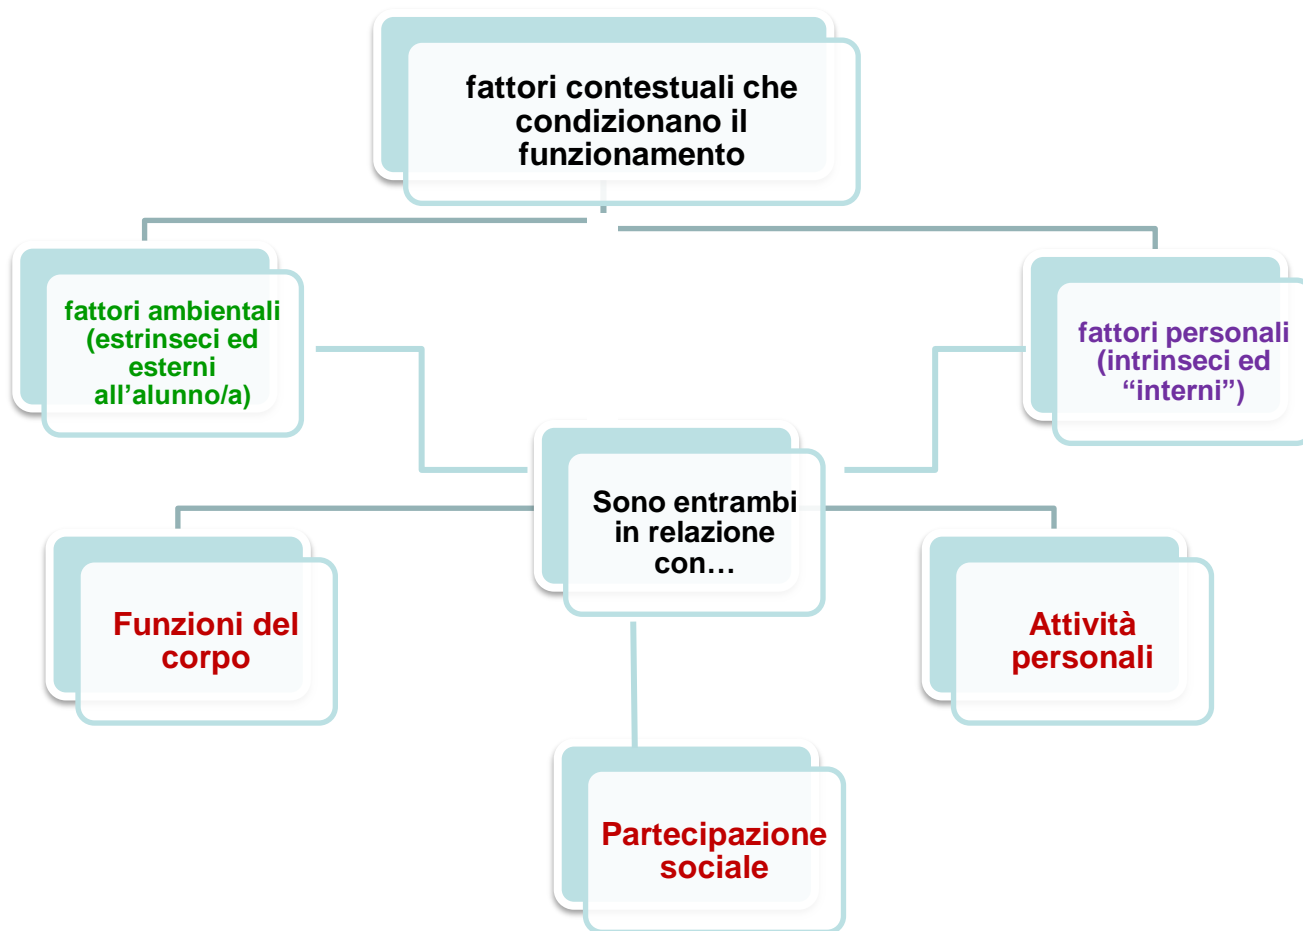 fattori contestuali che
condizionano il
funzionamento
fattori ambientali
(estrinseci ed
esterni
all’alunno/a)
fattori personali
(intrinseci ed
“interni”)
Sono entrambi
in relazione
con…
Funzioni del
corpo
Attività
personali
Partecipazione
sociale